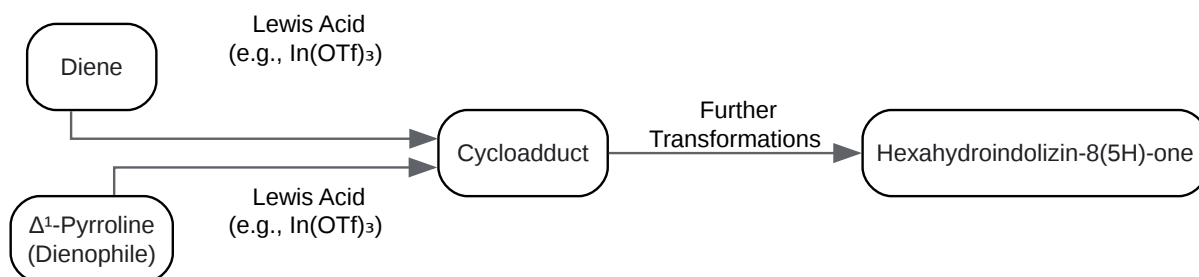 Lewis Acid
(e.g., In(OTf)₃)
Diene
Further
Transformations
Cycloadduct
Hexahydroindolizin-8(5H)-one
Lewis Acid
(e.g., In(OTf)₃)
Δ¹-Pyrroline
(Dienophile)